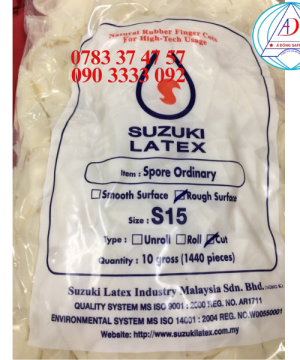 AD
Natural Rubber Finger Cots
For High-Tech Usage
0783 37 47 57
090 3333 092
SUZUKI
LATEX
Item : Spore Ordinary
Smooth Surface Rough Surface
Size : S15
Type : Unroll Roll Cut
Quantity : 10 gross (1440 pieces)
Suzuki Latex Industry Malaysia Sdn. Bhd.
QUALITY SYSTEM MS ISO 9001 : 2000 REG. NO. AR1711
ENVIRONMENTAL SYSTEM MS ISO 14001 : 2004 REG. NO. W00550001
Website: http://www.suzukilatex.com.my